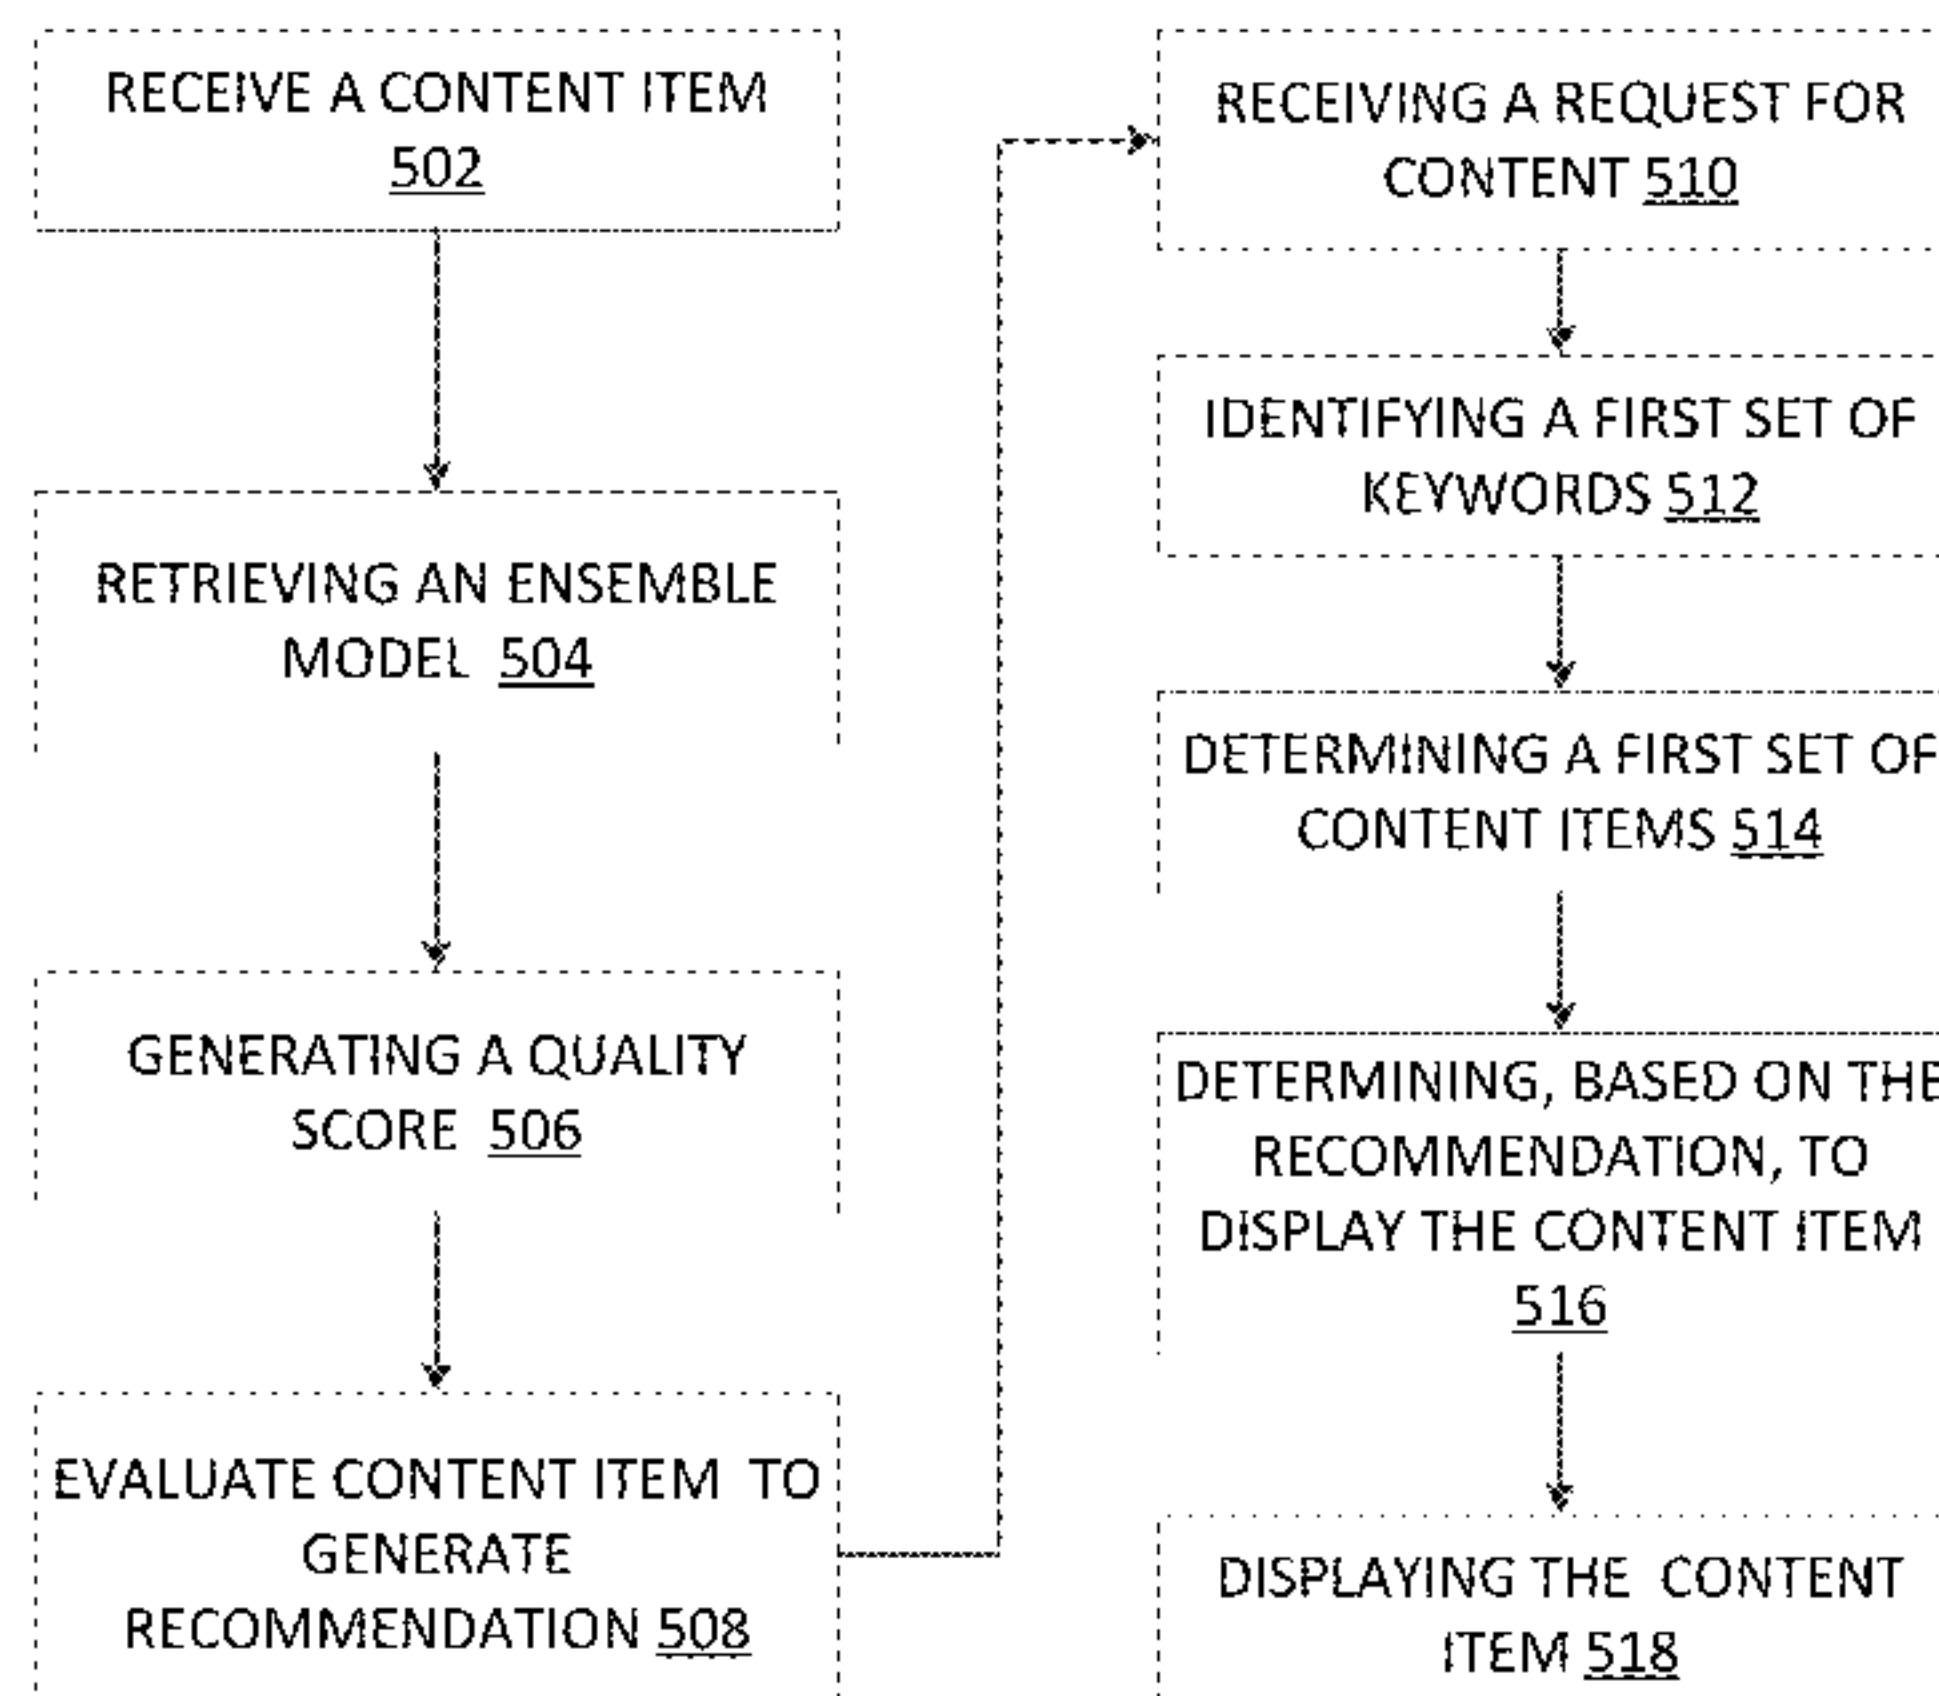 RECEIVE A CONTENT ITEM
502
RETRIEVING AN ENSEMBLE
MODEL 504
GENERATING A QUALITY
SCORE 506
EVALUATE CONTENT ITEM TO
GENERATE
RECOMMENDATION 508
RECEIVING A REQUEST FOR
CONTENT 510
IDENTIFYING A FIRST SET OF
KEYWORDS 512
DETERMINING A FIRST SET OF
CONTENT ITEMS 514
DETERMINING, BASED ON THE
RECOMMENDATION, TO
DISPLAY THE CONTENT ITEM
516
DISPLAYING THE CONTENT
ITEM 518